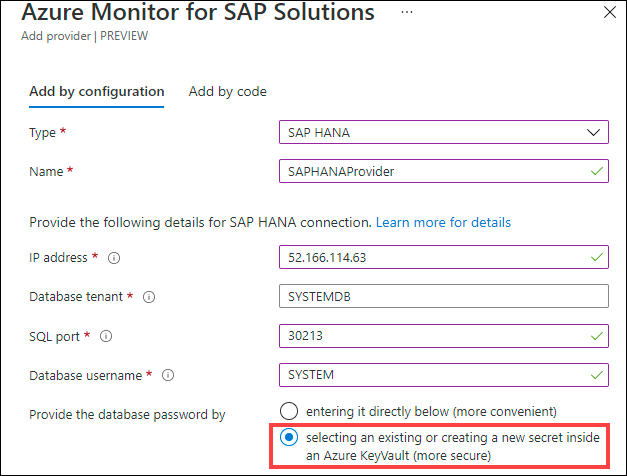 Azure Monitor for SAP Solutions ...
Add provider | PREVIEW
Add by configuration Add by code
Type * SAP HANA
Name * SAPHANAProvider
Provide the following details for SAP HANA connection. Learn more for details
IP address * 52.166.114.63
Database tenant * SYSTEMDB
SQL port * 30213
Database username * SYSTEM
Provide the database password by entering it directly below (more convenient)
selecting an existing or creating a new secret inside
an Azure KeyVault (more secure)